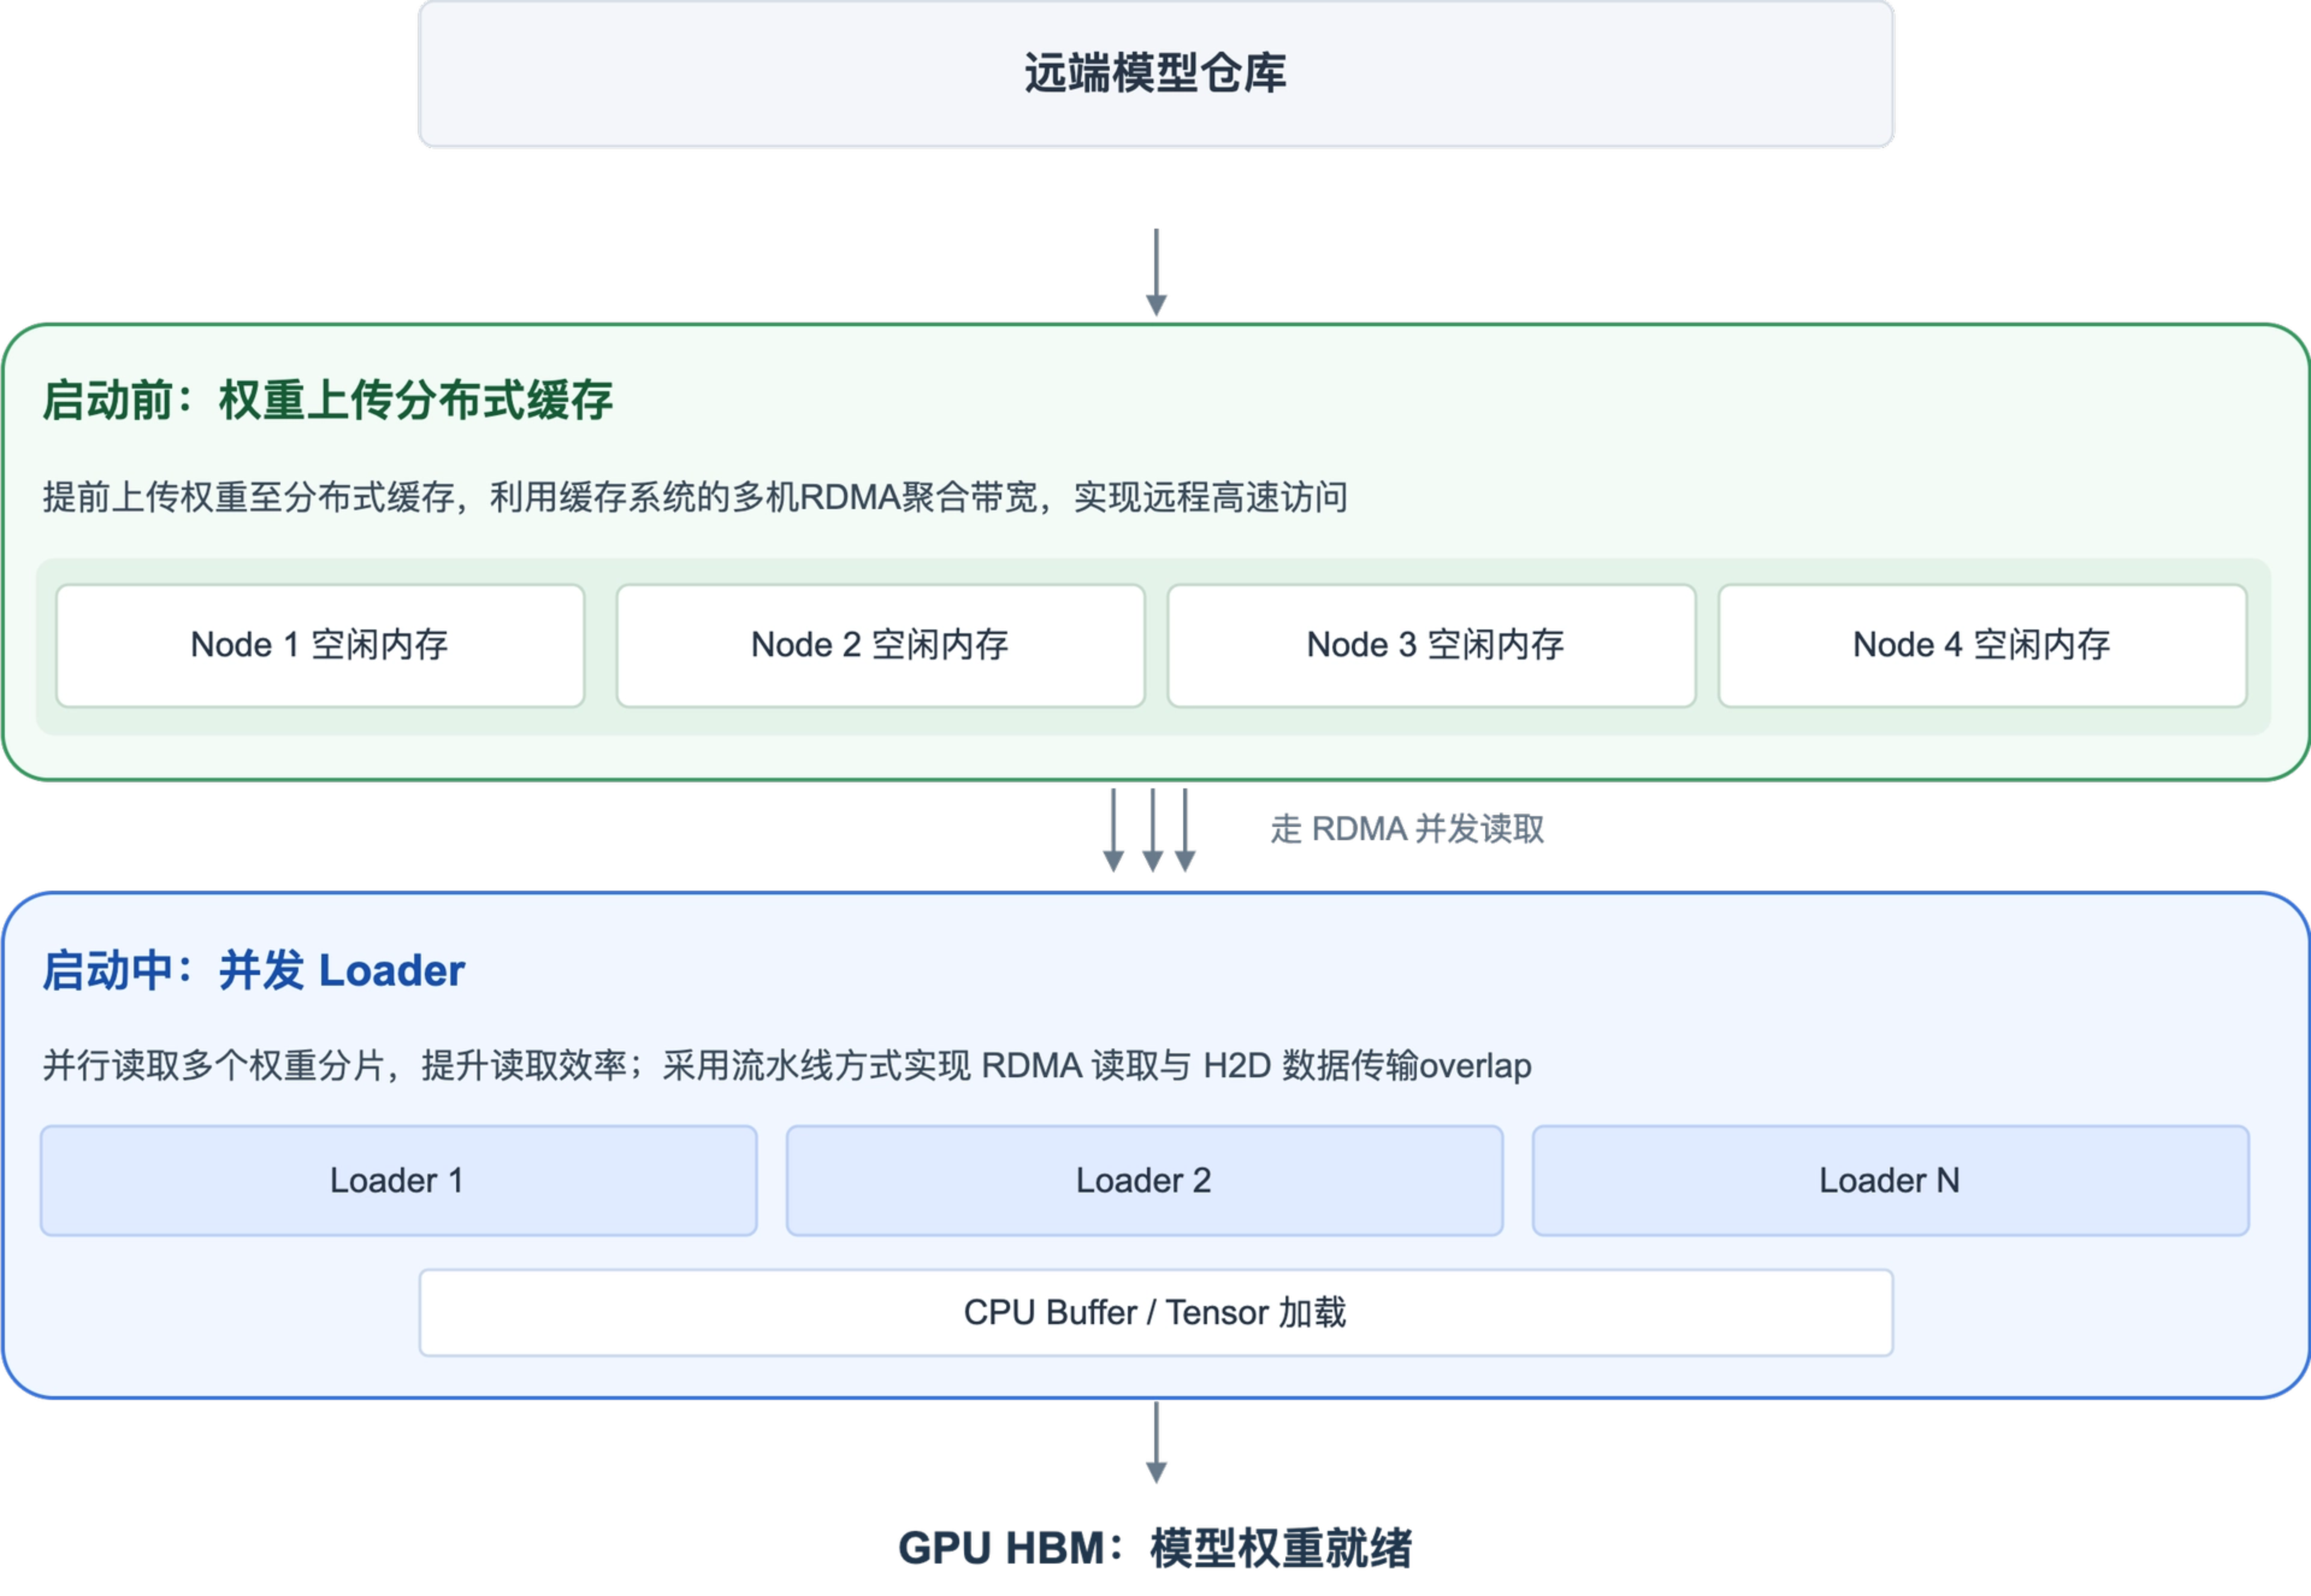 远端模型仓库
启动前：权重上传分布式缓存
提前上传权重至分布式缓存，利用缓存系统的多机RDMA聚合带宽，实现远程高速访问
Node 1 空闲内存
Node 2 空闲内存
Node 3 空闲内存
Node 4 空闲内存
走 RDMA 并发读取
启动中：并发 Loader
并行读取多个权重分片，提升读取效率；采用流水线方式实现 RDMA 读取与 H2D 数据传输overlap
Loader 1
Loader 2
Loader N
CPU Buffer / Tensor 加载
GPU HBM：模型权重就绪